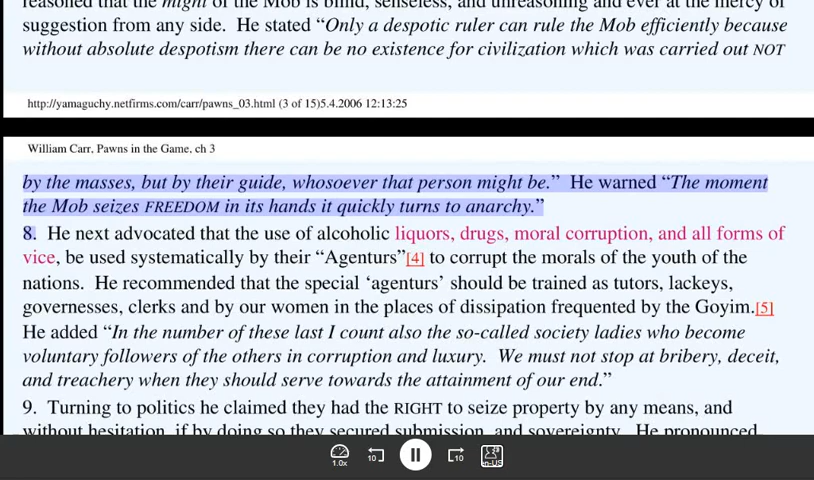 reasoned that the might of the Mob is blind, senseless, and unreasoning and ever at the mercy of
suggestion from any side.  He stated “Only a despotic ruler can rule the Mob efficiently because
without absolute despotism there can be no existence for civilization which was carried out NOT
http://yamaguchy.netfirms.com/carr/pawns_03.html (3 of 15)5.4.2006 12:13:25
William Carr, Pawns in the Game, ch 3
by the masses, but by their guide, whosoever that person might be.”  He warned “The moment
the Mob seizes FREEDOM in its hands it quickly turns to anarchy.”
8.  He next advocated that the use of alcoholic liquors, drugs, moral corruption, and all forms of
vice, be used systematically by their “Agenturs”[4] to corrupt the morals of the youth of the
nations.  He recommended that the special ‘agenturs’ should be trained as tutors, lackeys,
governesses, clerks and by our women in the places of dissipation frequented by the Goyim.[5]
He added “In the number of these last I count also the so-called society ladies who become
voluntary followers of the others in corruption and luxury.  We must not stop at bribery, deceit,
and treachery when they should serve towards the attainment of our end.”
9.  Turning to politics he claimed they had the RIGHT to seize property by any means, and
without hesitation, if by doing so they secured submission, and sovereignty.  He pronounced,
1.0x
10
10
en-US